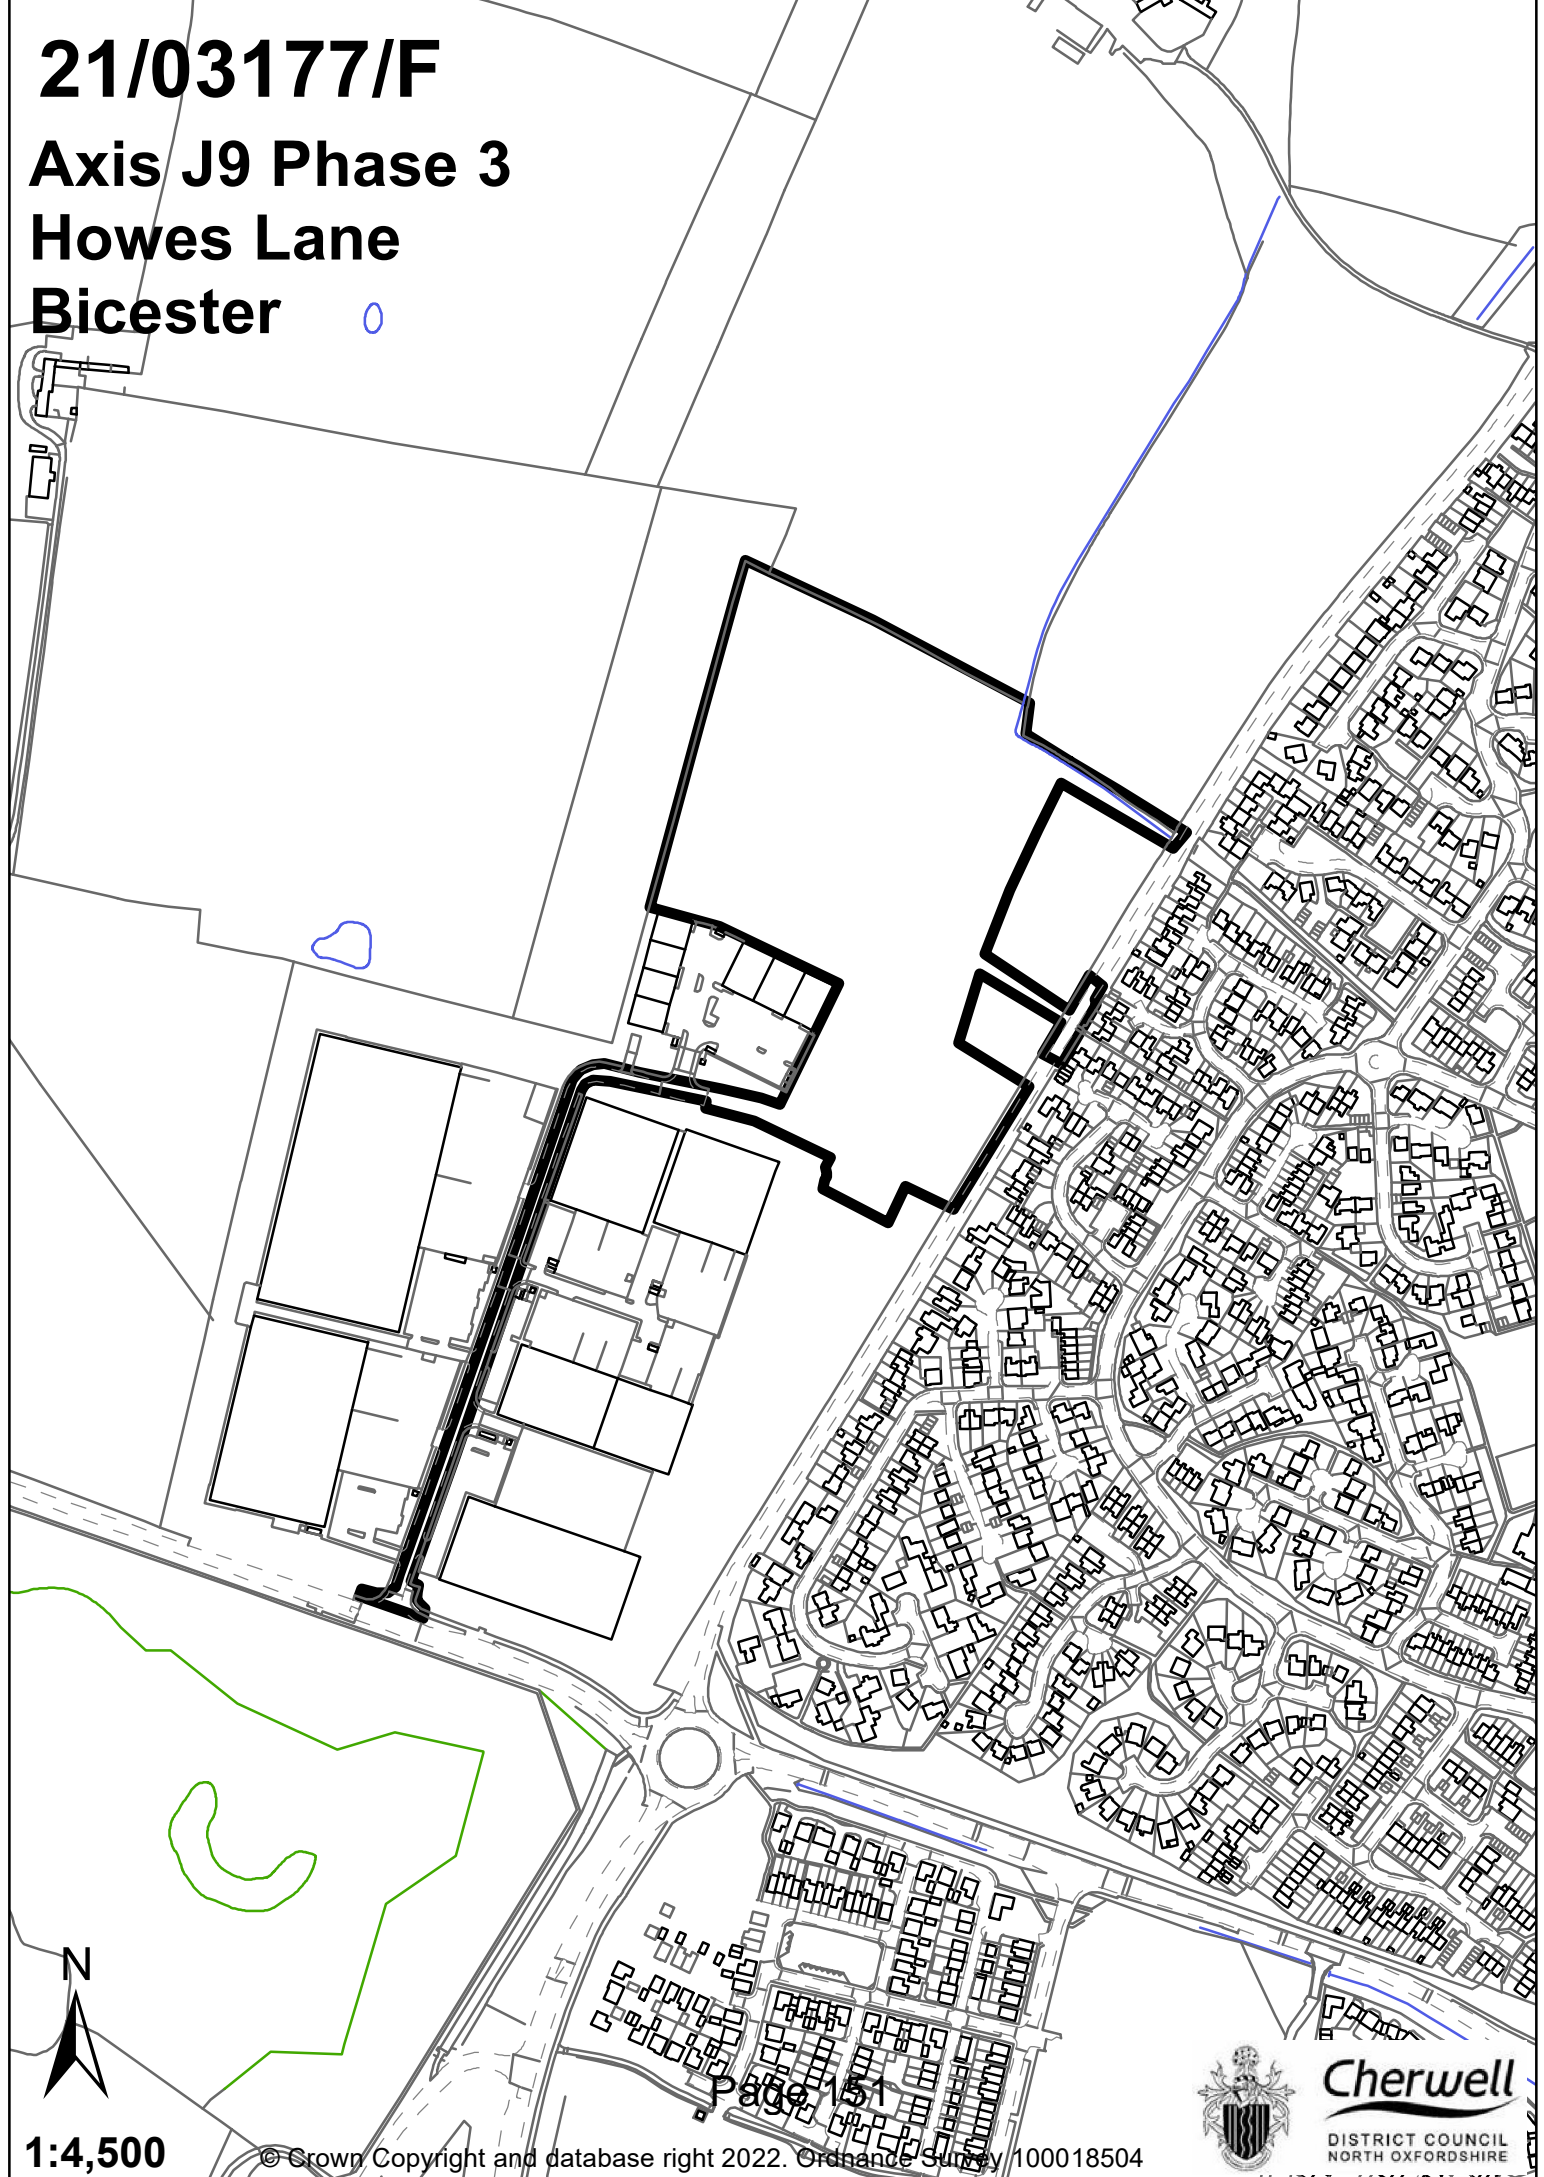 21/03177/F
Axis J9 Phase 3
Howes Lane
Bicester
N
Page 151
1:4,500
© Crown Copyright and database right 2022. Ordnance Survey 100018504
Cherwell
DISTRICT COUNCIL
NORTH OXFORDSHIRE